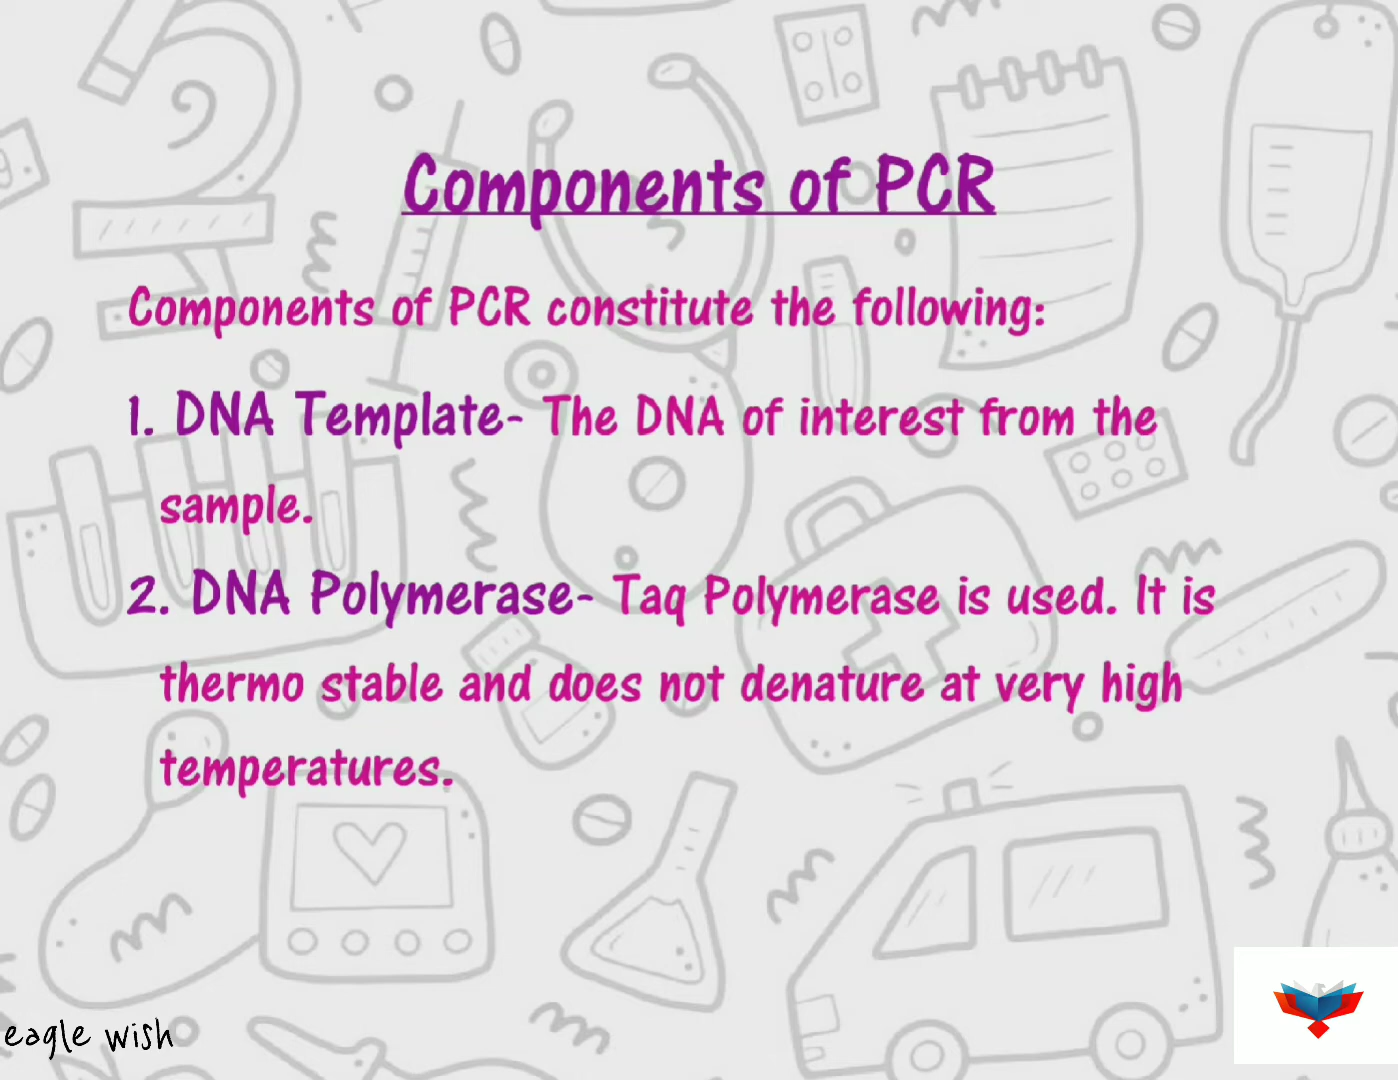 Components of PCR
Components of PCR constitute the following:
1. DNA Template- The DNA of interest from the
sample.
2. DNA Polymerase- Taq Polymerase is used. It is
thermo stable and does not denature at very high
temperatures.
eagle wish